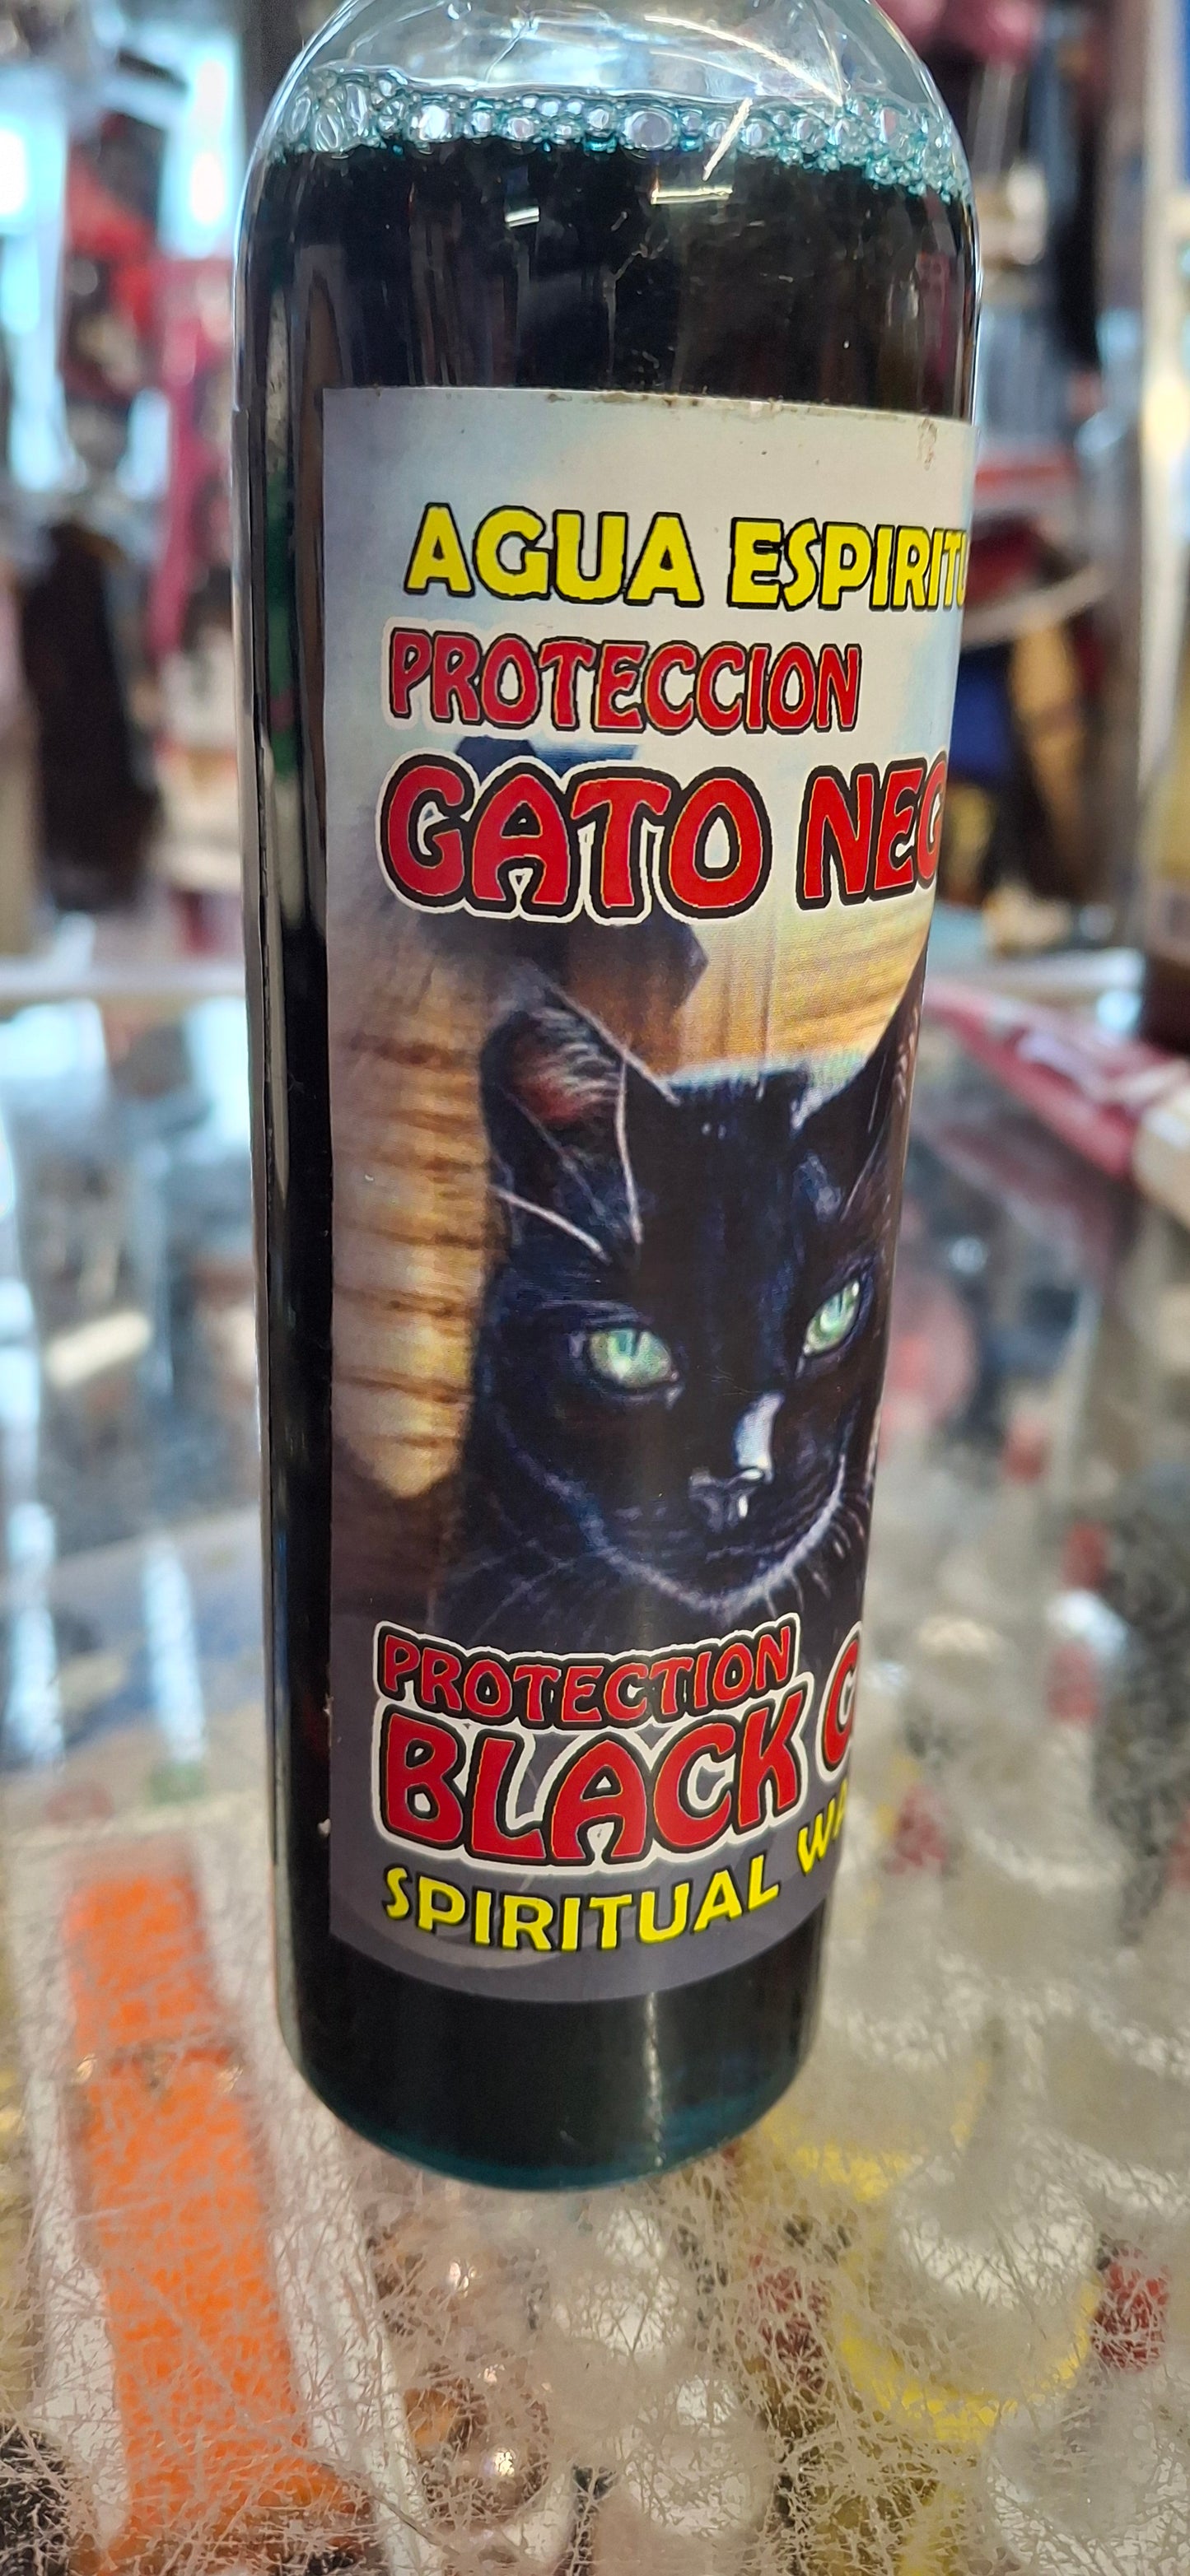 AGUA ESPIRITU
PROTECCION
GATO NEG
PROTECTION
BLACK C
SPIRITUAL WA